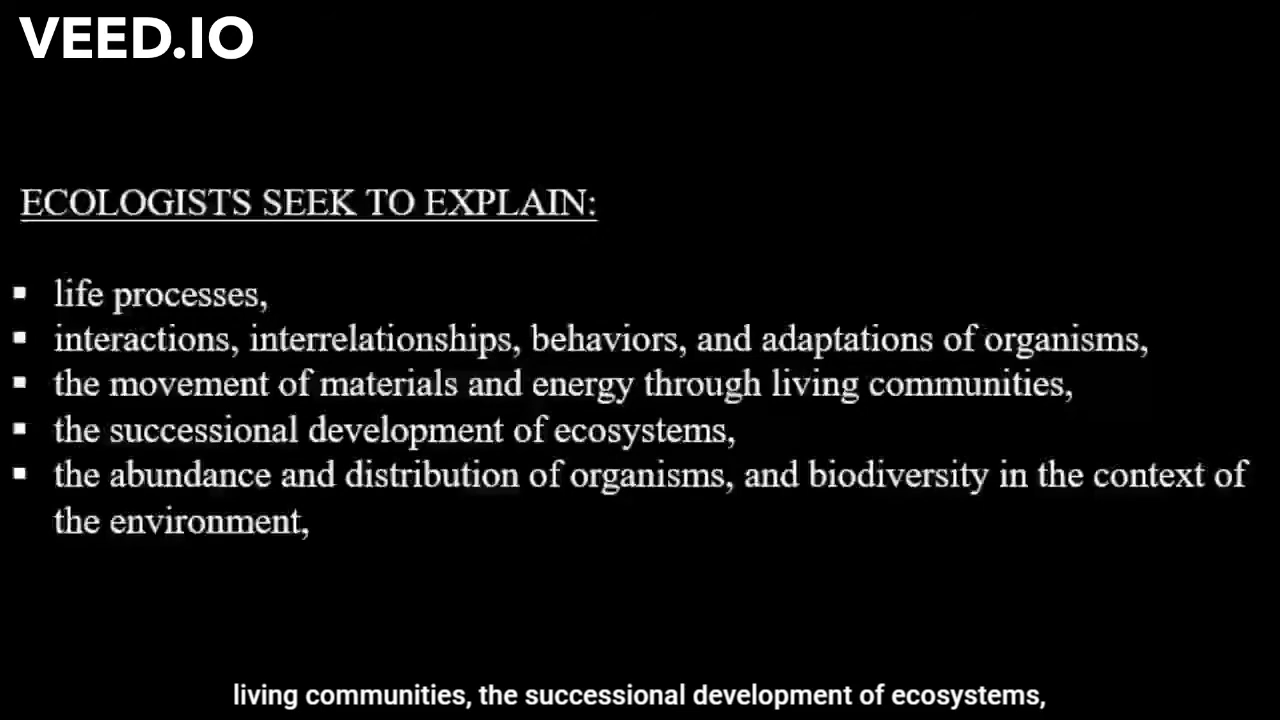 VEED.IO
ECOLOGISTS SEEK TO EXPLAIN:
▪ life processes,
▪ interactions, interrelationships, behaviors, and adaptations of organisms,
▪ the movement of materials and energy through living communities,
▪ the successional development of ecosystems,
▪ the abundance and distribution of organisms, and biodiversity in the context of
the environment,
living communities, the successional development of ecosystems,